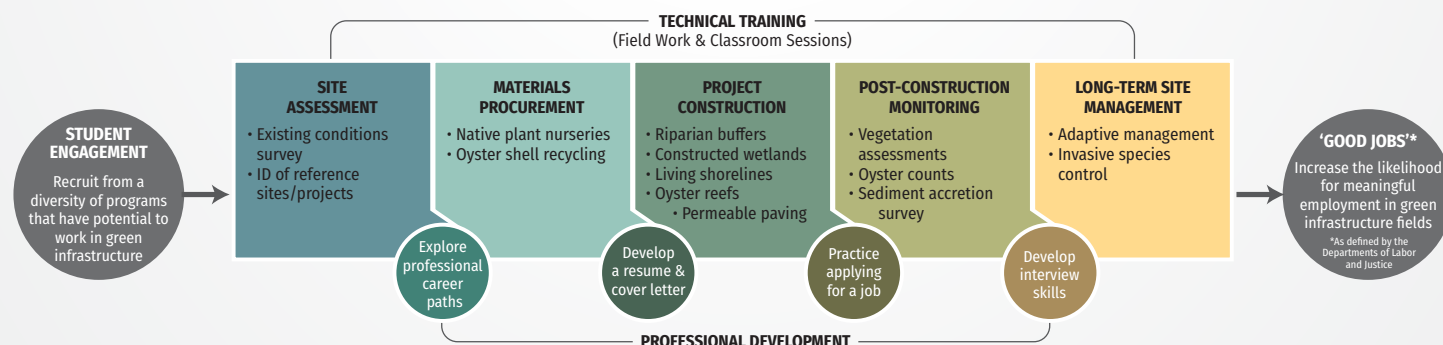 TECHNICAL TRAINING
(Field Work & Classroom Sessions)
STUDENT
ENGAGEMENT
Recruit from a
diversity of programs
that have potential to
work in green
infrastructure
SITE
ASSESSMENT
• Existing conditions
survey
• ID of reference
sites/projects
MATERIALS
PROCUREMENT
• Native plant nurseries
• Oyster shell recycling
PROJECT
CONSTRUCTION
• Riparian buffers
• Constructed wetlands
• Living shorelines
• Oyster reefs
• Permeable paving
POST-CONSTRUCTION
MONITORING
• Vegetation
assessments
• Oyster counts
• Sediment accretion
survey
LONG-TERM SITE
MANAGEMENT
• Adaptive management
• Invasive species
control
'GOOD JOBS'*
Increase the likelihood
for meaningful
employment in green
infrastructure fields
*As defined by the
Departments of Labor
and Justice
Explore
professional
career
paths
Develop
a resume &
cover letter
Practice
applying
for a job
Develop
interview
skills
PROFESSIONAL DEVELOPMENT